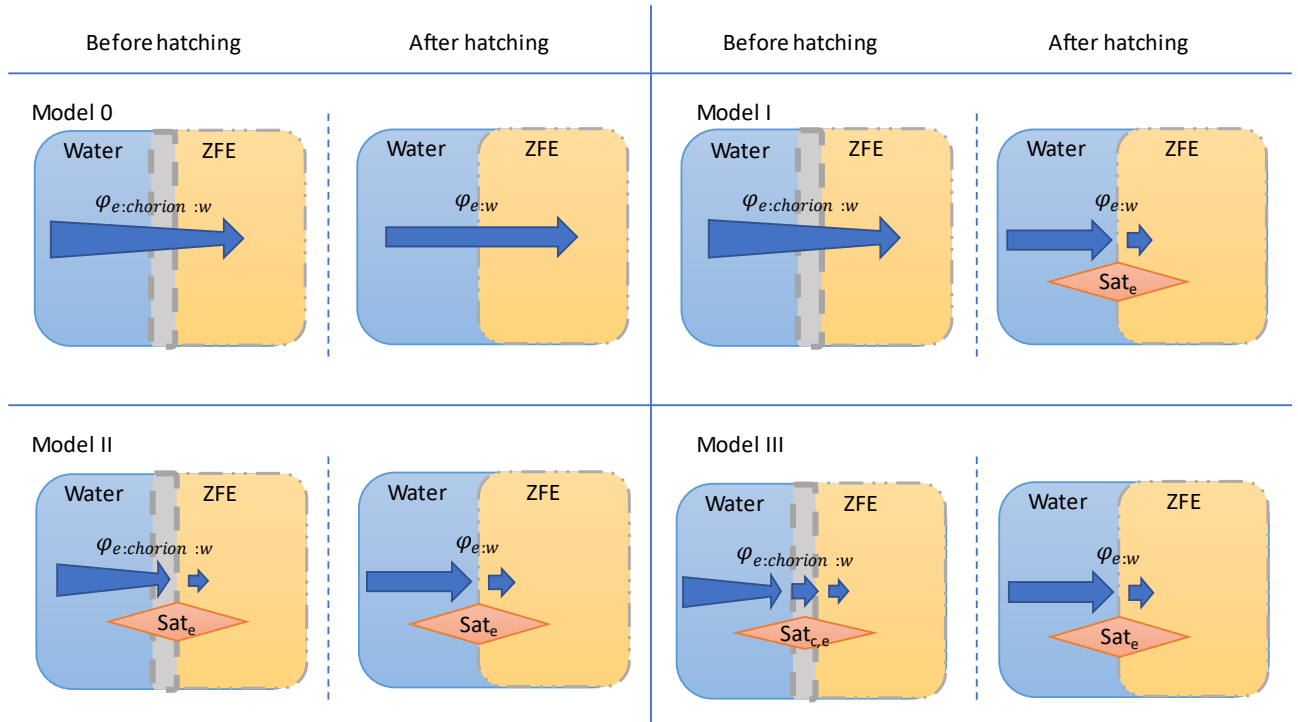 Before hatching
After hatching
Before hatching
After hatching
Model 0
Water
ZFE
φe:chorion :w
Water
ZFE
φe:w
Model I
Water
ZFE
φe:chorion :w
Water
ZFE
φe:w
Sate
Model II
Water
ZFE
φe:chorion :w
Sate
Water
ZFE
φe:w
Sate
Model III
Water
ZFE
φe:chorion :w
Satc,e
Water
ZFE
φe:w
Sate